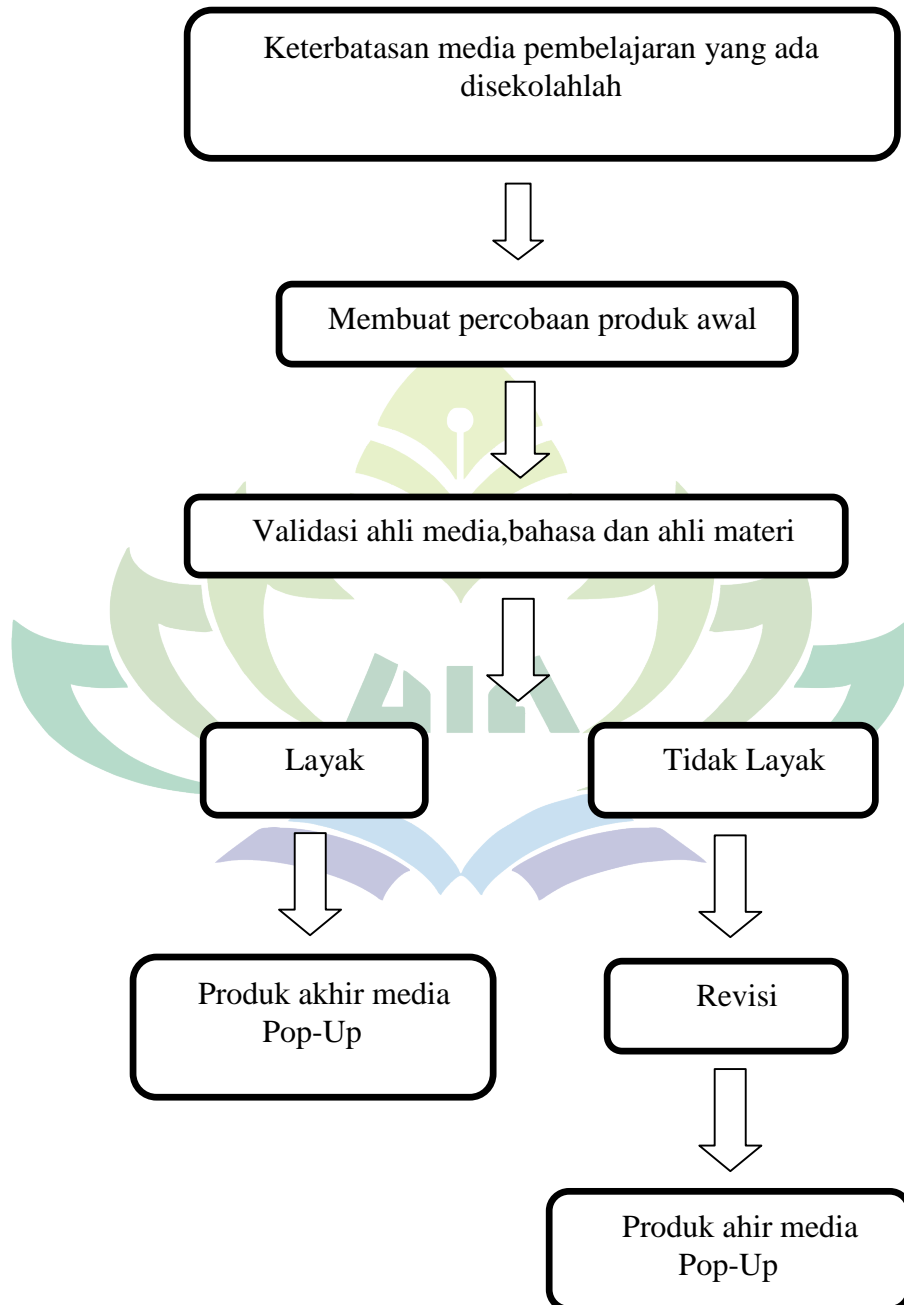 Keterbatasan media pembelajaran yang ada
disekolahlah
Membuat percobaan produk awal
Validasi ahli media,bahasa dan ahli materi
Layak
Tidak Layak
Produk akhir media
Pop-Up
Revisi
Produk ahir media
Pop-Up